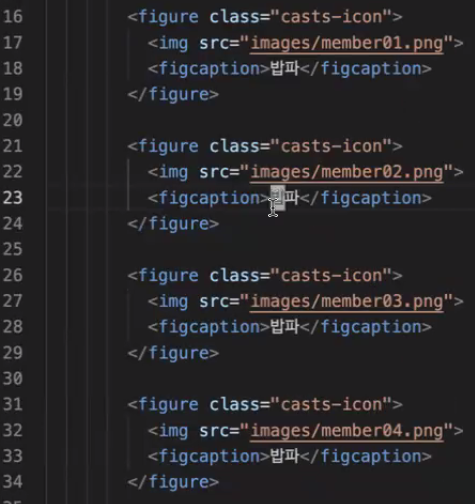 16 <figure class="casts-icon">
17 <img src="images/member01.png">
18 <figcaption>밥파</figcaption>
19 </figure>
20
21 <figure class="casts-icon">
22 <img src="images/member02.png">
23 <figcaption>파</figcaption>
24 </figure>
25
26 <figure class="casts-icon">
27 <img src="images/member03.png">
28 <figcaption>밥파</figcaption>
29 </figure>
30
31 <figure class="casts-icon">
32 <img src="images/member04.png">
33 <figcaption>밥파</figcaption>
34 </figure>